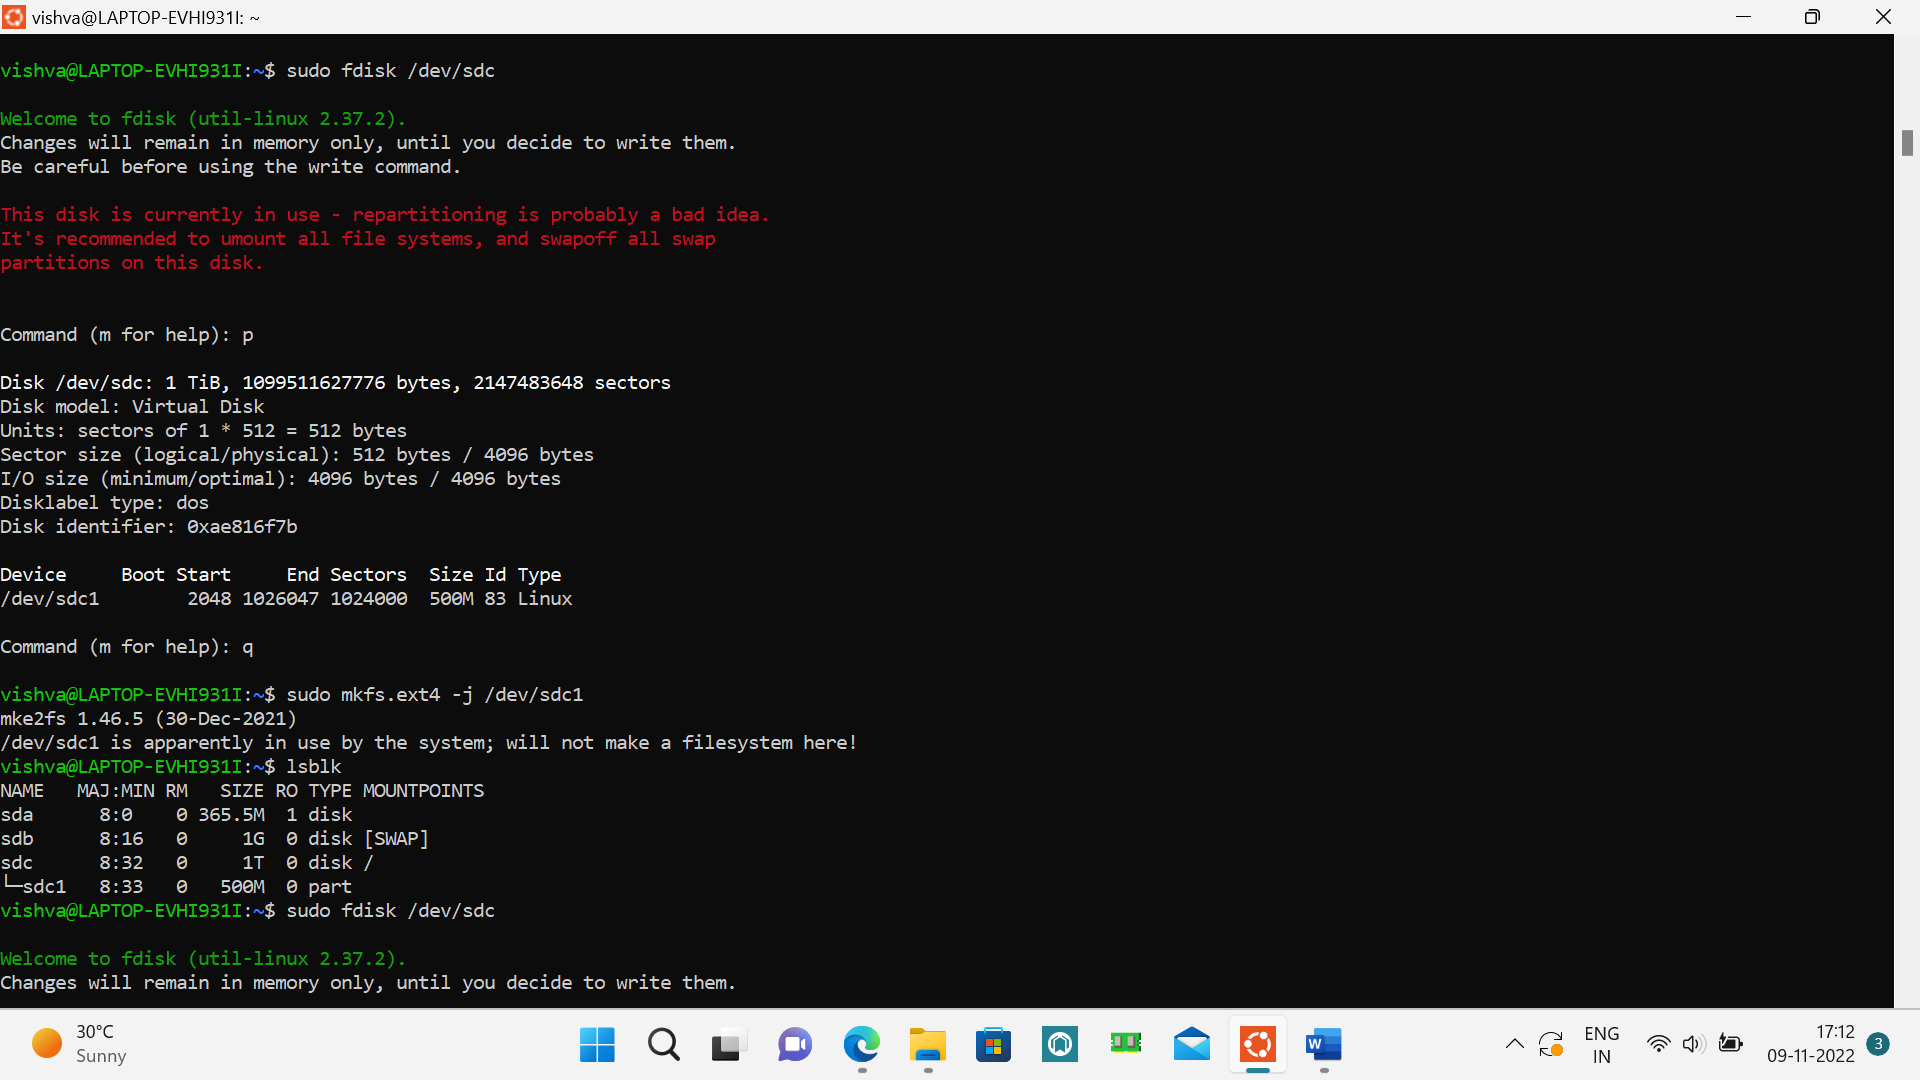 vishva@LAPTOP-EVHI931I: ~
vishva@LAPTOP-EVHI931I:~$ sudo fdisk /dev/sdc
Welcome to fdisk (util-linux 2.37.2).
Changes will remain in memory only, until you decide to write them.
Be careful before using the write command.
This disk is currently in use - repartitioning is probably a bad idea.
It's recommended to umount all file systems, and swapoff all swap
partitions on this disk.
Command (m for help): p
Disk /dev/sdc: 1 TiB, 1099511627776 bytes, 2147483648 sectors
Disk model: Virtual Disk
Units: sectors of 1 * 512 = 512 bytes
Sector size (logical/physical): 512 bytes / 4096 bytes
I/O size (minimum/optimal): 4096 bytes / 4096 bytes
Disklabel type: dos
Disk identifier: 0xae816f7b
Device     Boot Start     End Sectors  Size Id Type
/dev/sdc1        2048 1026047 1024000  500M 83 Linux
Command (m for help): q
vishva@LAPTOP-EVHI931I:~$ sudo mkfs.ext4 -j /dev/sdc1
mke2fs 1.46.5 (30-Dec-2021)
/dev/sdc1 is apparently in use by the system; will not make a filesystem here!
vishva@LAPTOP-EVHI931I:~$ lsblk
NAME   MAJ:MIN RM   SIZE RO TYPE MOUNTPOINTS
sda      8:0    0 365.5M  1 disk
sdb      8:16   0     1G  0 disk [SWAP]
sdc      8:32   0     1T  0 disk /
└─sdc1   8:33   0   500M  0 part
vishva@LAPTOP-EVHI931I:~$ sudo fdisk /dev/sdc
Welcome to fdisk (util-linux 2.37.2).
Changes will remain in memory only, until you decide to write them.
30°C
Sunny
W
ENG
IN
17:12
09-11-2022
3